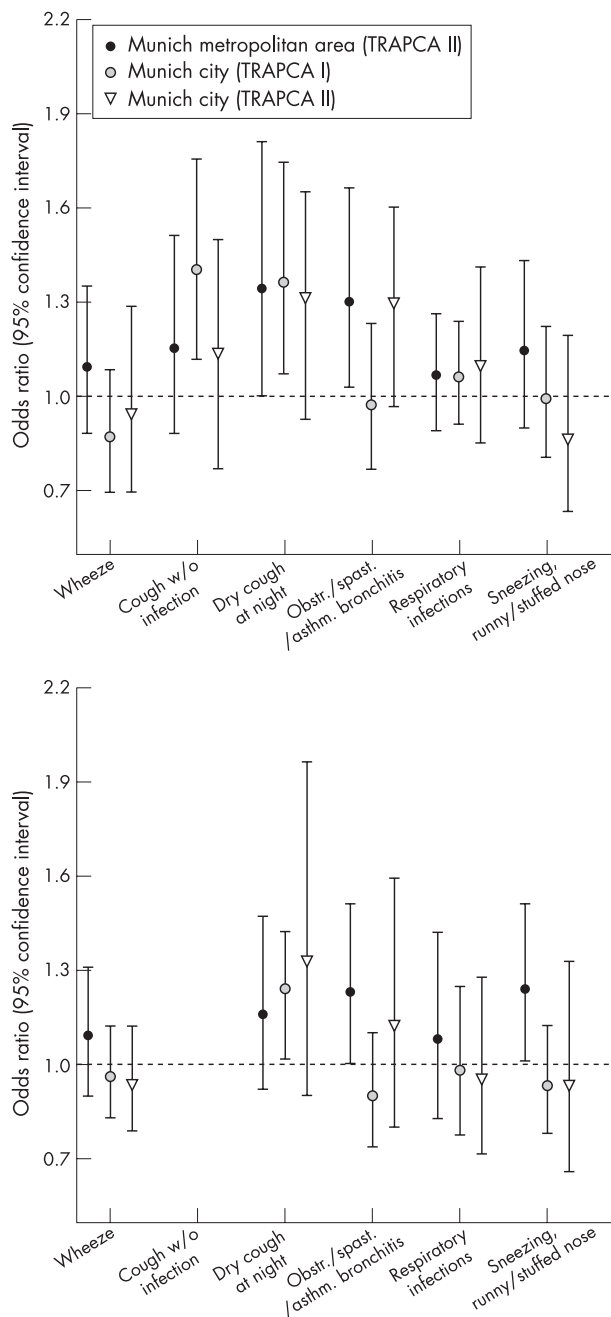 2.2
Munich metropolitan area (TRAPCA II)
Munich city (TRAPCA I)
Munich city (TRAPCA II)
1.9
1.6
1.3
1.0
0.7
Odds ratio (95% confidence interval)
Wheeze
Cough w/o
infection
Dry cough
at night
Obstr./spast.
/asthm. bronchitis
Respiratory
infections
Sneezing,
runny/stuffed nose
2.2
1.9
1.6
1.3
1.0
0.7
Odds ratio (95% confidence interval)
Wheeze
Cough w/o
infection
Dry cough
at night
Obstr./spast.
/asthm. bronchitis
Respiratory
infections
Sneezing,
runny/stuffed nose